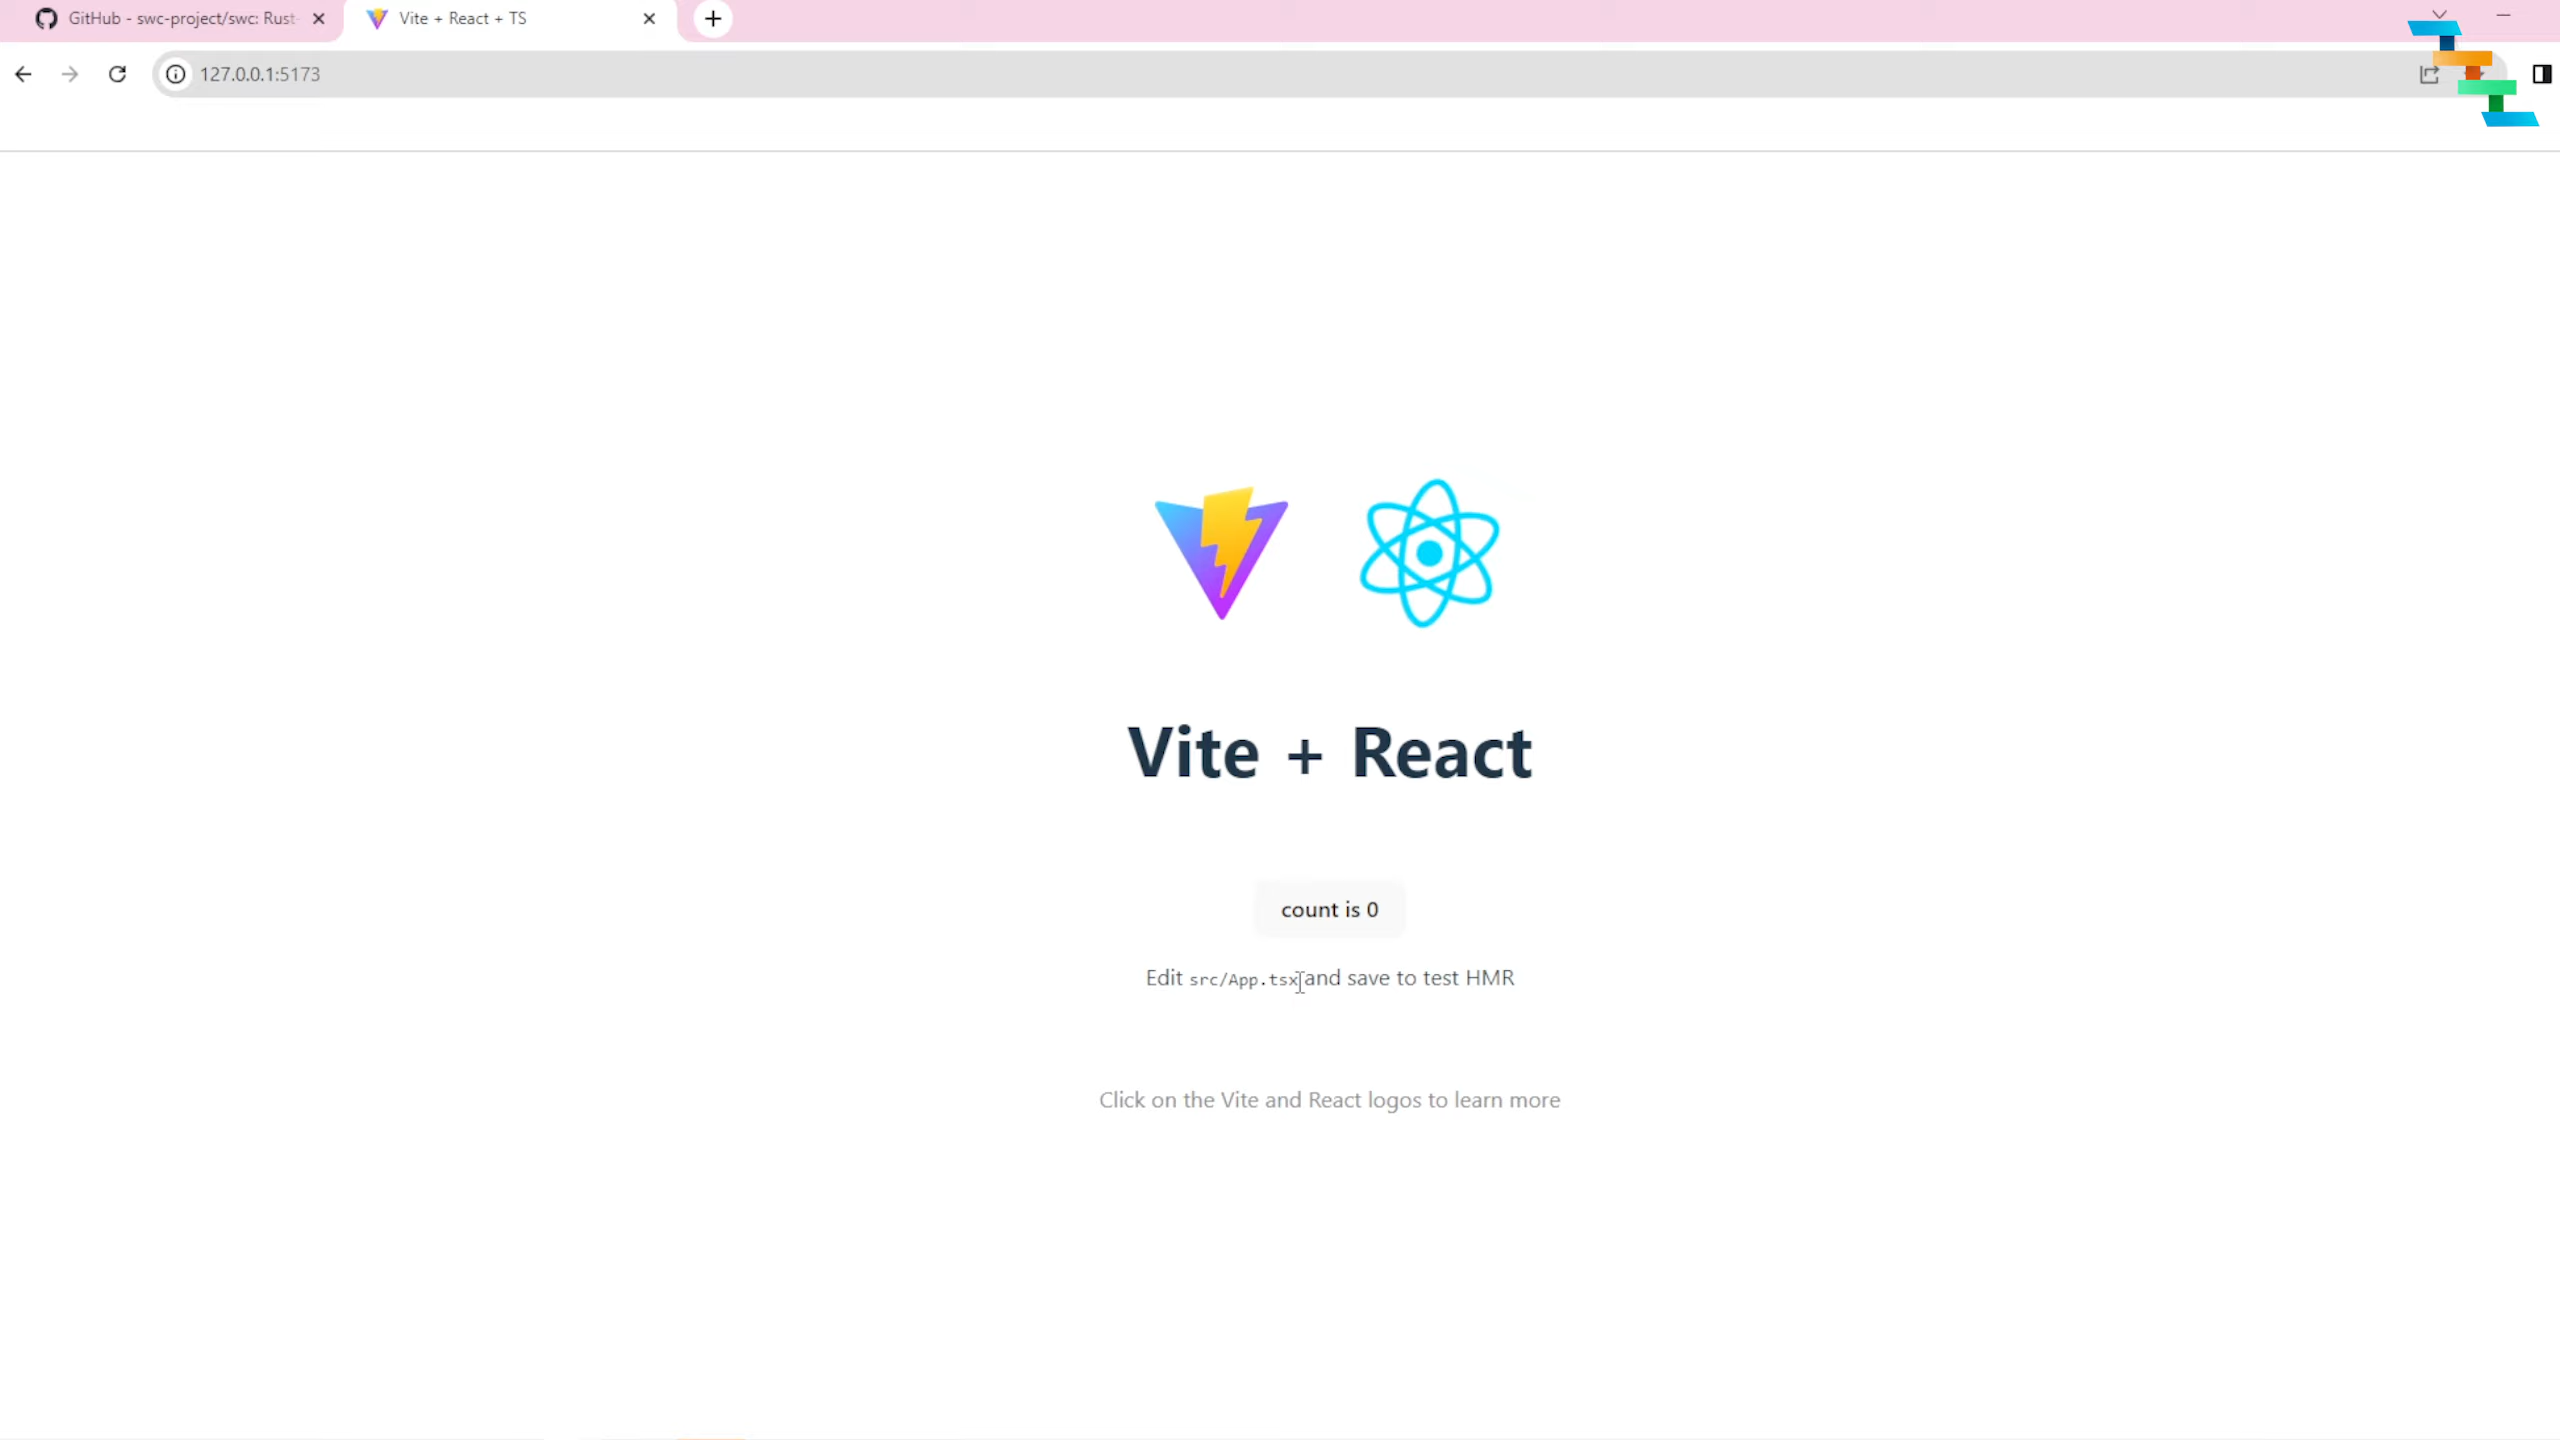 GitHub - swc-project/swc: Rust-
Vite + React + TS
127.0.0.1:5173
Vite + React
count is 0
Edit src/App.tsx and save to test HMR
Click on the Vite and React logos to learn more